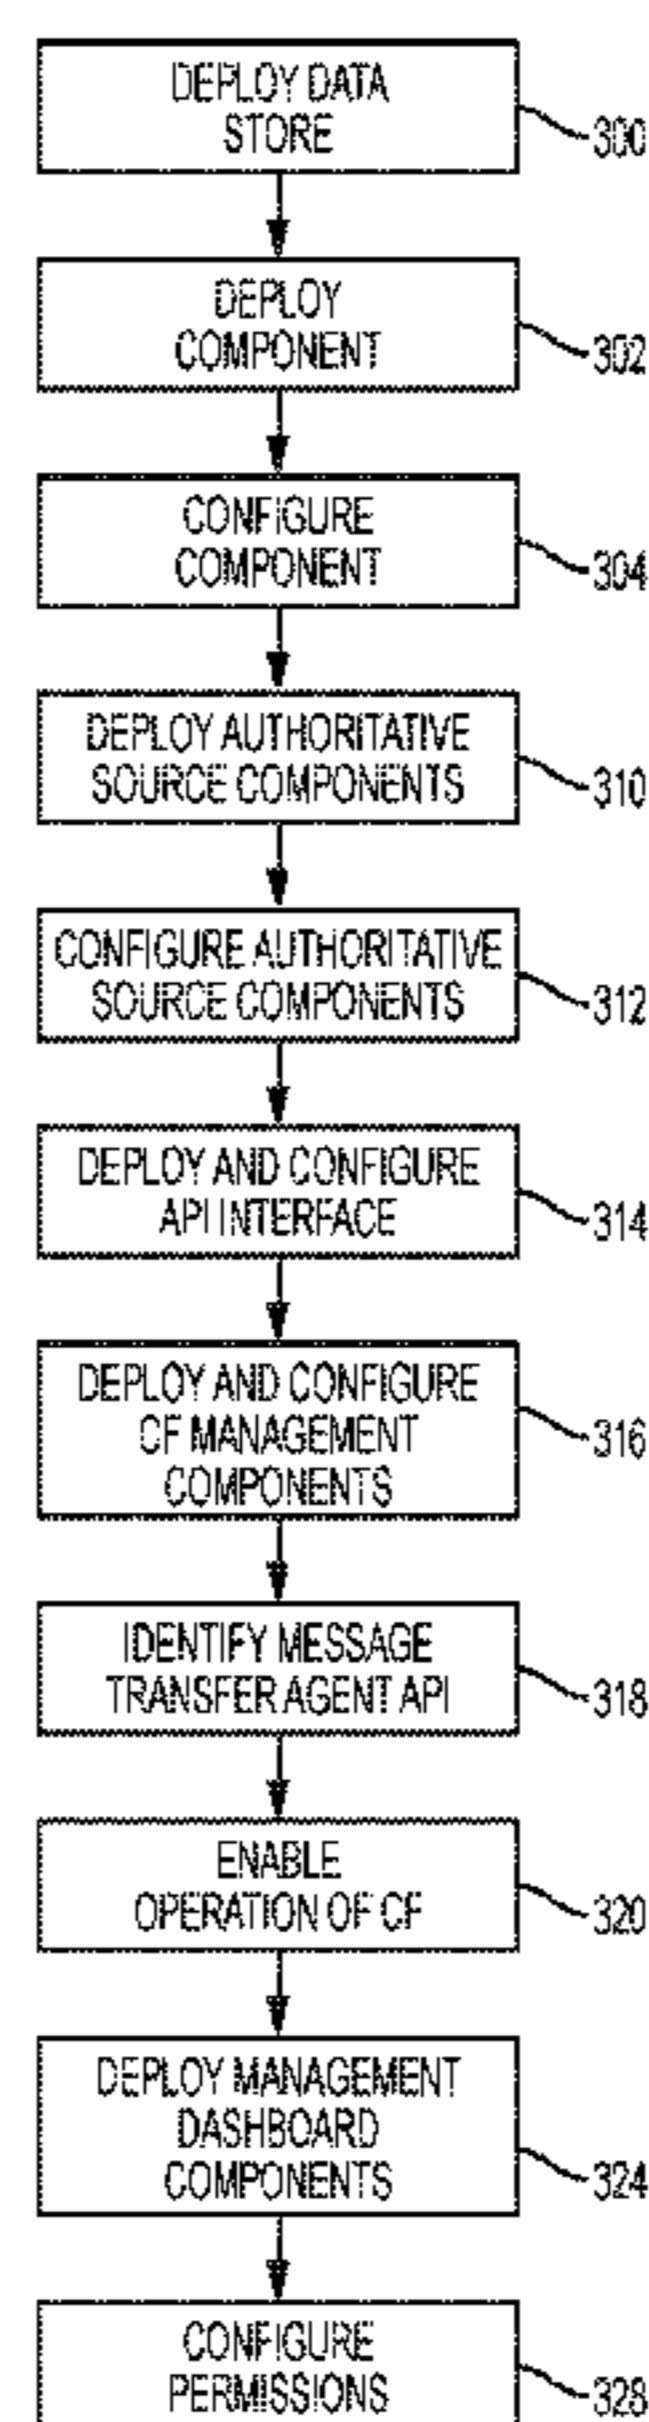 DEPLOY DATA
STORE
300
DEPLOY
COMPONENT
302
CONFIGURE
COMPONENT
304
DEPLOY AUTHORITATIVE
SOURCE COMPONENTS
310
CONFIGURE AUTHORITATIVE
SOURCE COMPONENTS
312
DEPLOY AND CONFIGURE
API INTERFACE
314
DEPLOY AND CONFIGURE
CF MANAGEMENT
COMPONENTS
316
IDENTIFY MESSAGE
TRANSFER AGENT API
318
ENABLE
OPERATION OF CF
320
DEPLOY MANAGEMENT
DASHBOARD
COMPONENTS
324
CONFIGURE
PERMISSIONS
328